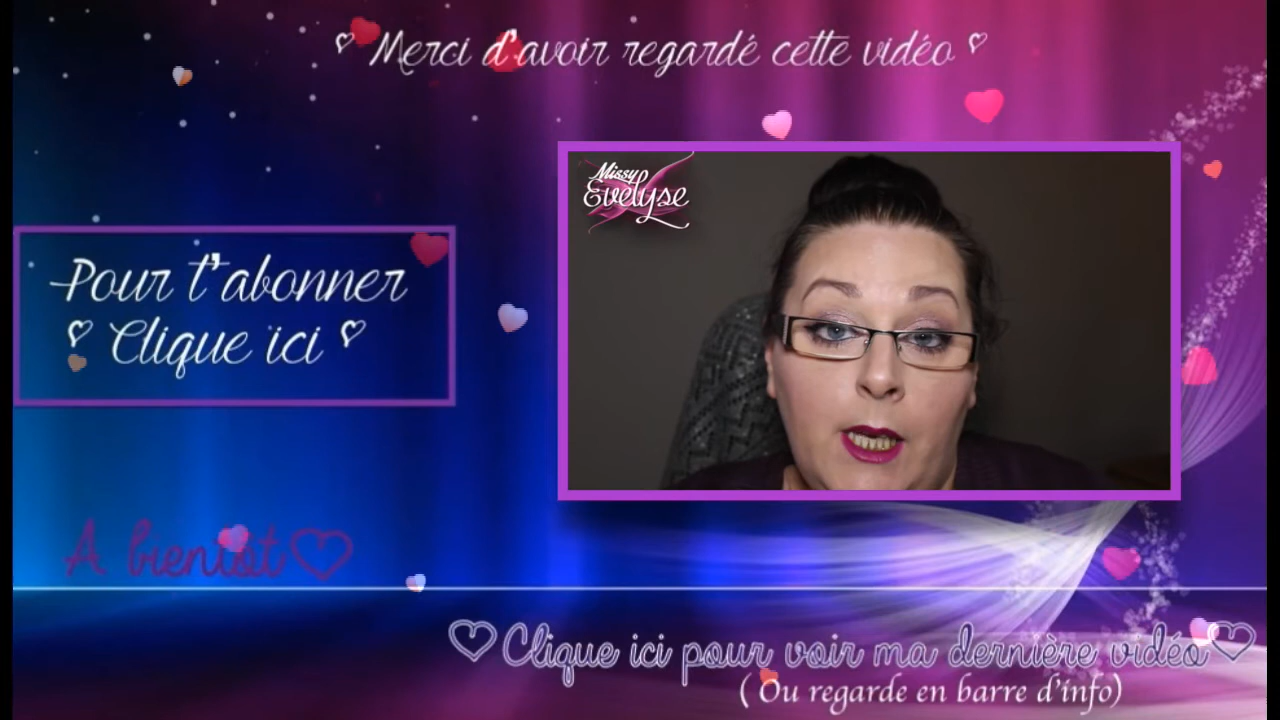 Merci d'avoir regardé cette vidéo
Missy
Evelyse
Pour t'abonner
Clique ici
A bientôt
Clique ici pour voir ma dernière vidéo
( Ou regarde en barre d'info)